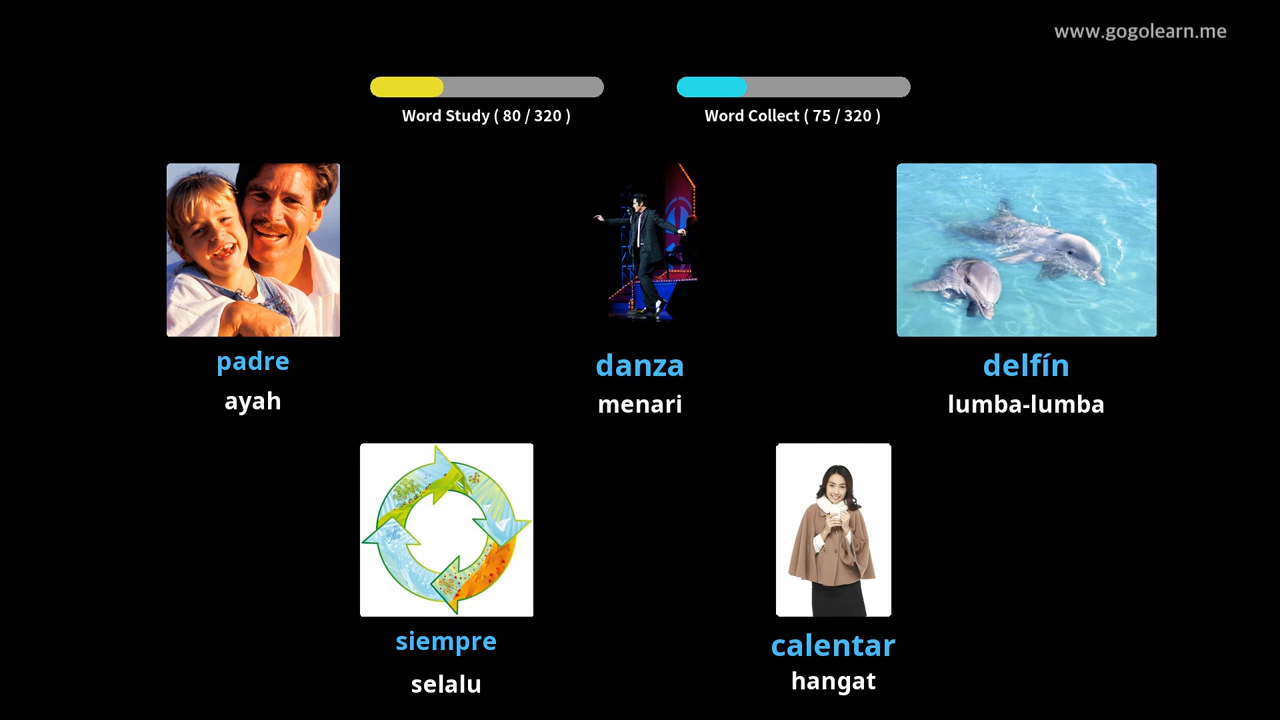 www.gogolearn.me
Word Study ( 80 / 320 )
Word Collect ( 75 / 320 )
padre
ayah
danza
menari
delfín
lumba-lumba
siempre
selalu
calentar
hangat